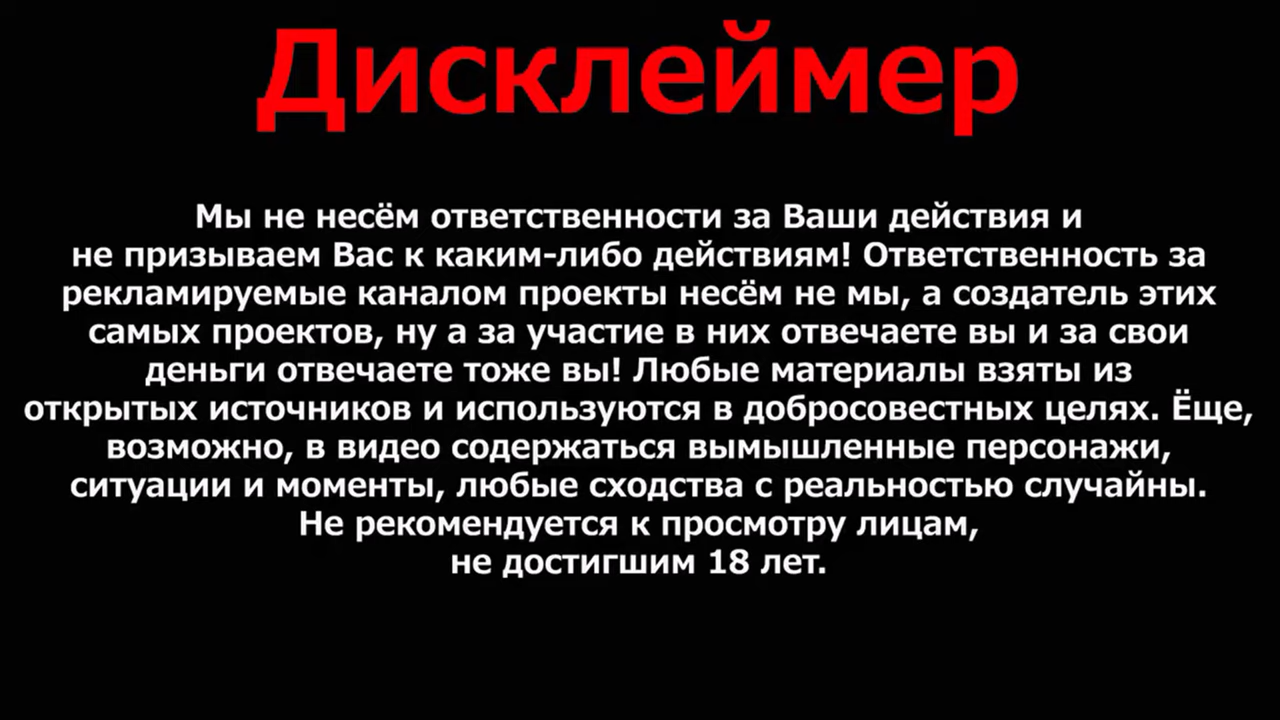 Дисклеймер
Мы не несём ответственности за Ваши действия и
не призываем Вас к каким-либо действиям! Ответственность за
рекламируемые каналом проекты несём не мы, а создатель этих
самых проектов, ну а за участие в них отвечаете вы и за свои
деньги отвечаете тоже вы! Любые материалы взяты из
открытых источников и используются в добросовестных целях. Ёще,
возможно, в видео содержаться вымышленные персонажи,
ситуации и моменты, любые сходства с реальностью случайны.
Не рекомендуется к просмотру лицам,
не достигшим 18 лет.